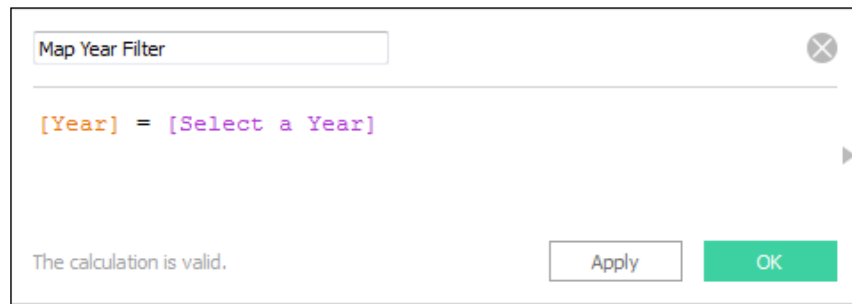 Map Year Filter
[Year] = [Select a Year]
The calculation is valid.
Apply
OK